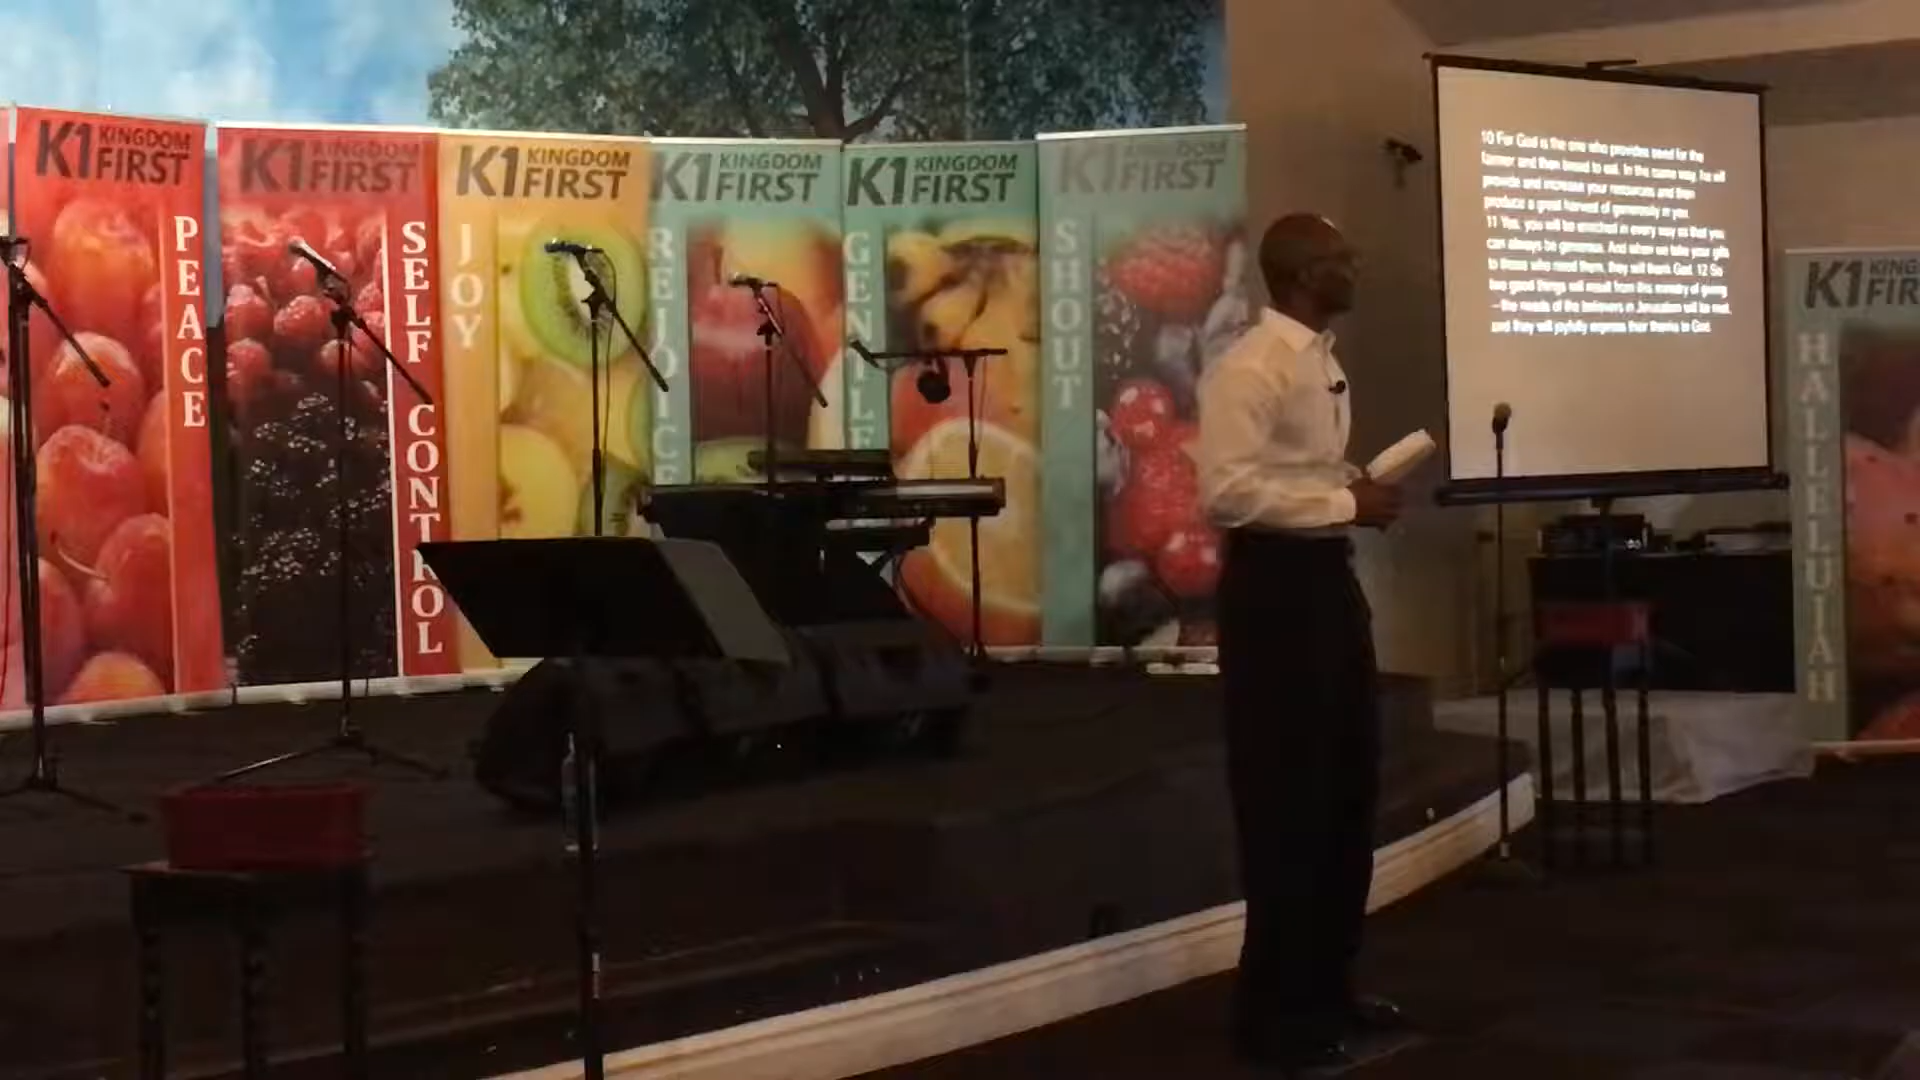 K1 KINGDOM FIRST
PEACE
K1 KINGDOM FIRST
SELF CONTROL
K1 KINGDOM FIRST
JOY
K1 KINGDOM FIRST
REJOICE
K1 KINGDOM FIRST
GENTLE
K1 KINGDOM FIRST
SHOUT
10 For God is the one who provides seed for the
farmer and then bread to eat. In the same way, he will
provide and increase your resources and then
produce a great harvest of generosity in you.
11 Yes, you will be enriched in every way so that you
can always be generous. And when we take your gifts
to those who need them, they will thank God. 12 So
two good things will result from this ministry of giving
—the needs of the believers in Jerusalem will be met,
and they will joyfully express their thanks to God.
K1 KING
FIR
HALLELUIAH